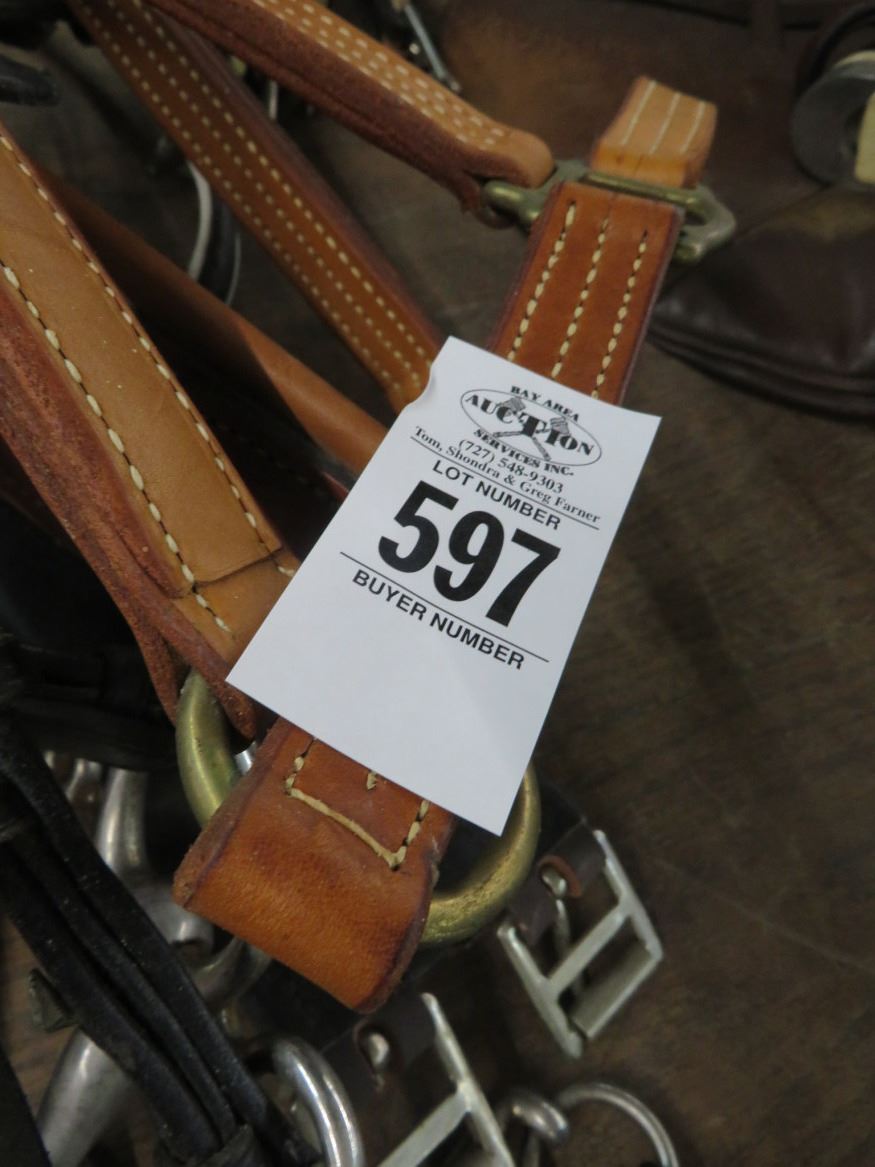 BAY AREA
AUCTION
SERVICES INC.
(727) 548-9303
Tom, Shondra & Greg Farner
LOT NUMBER
597
BUYER NUMBER